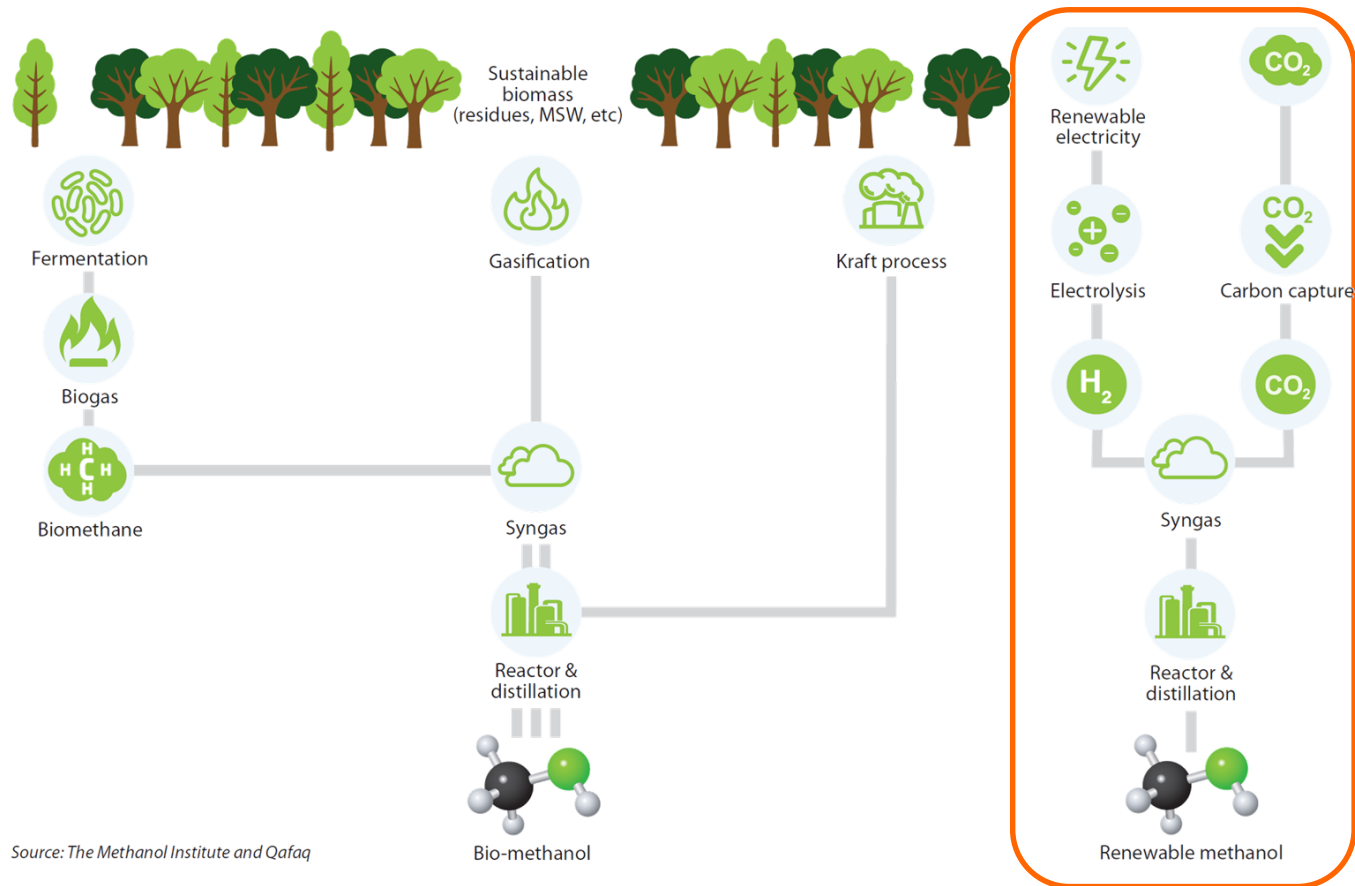 Sustainable
biomass
(residues, MSW, etc)
Fermentation
Gasification
Kraft process
Biogas
H
H C H
H
Biomethane
Syngas
Reactor &
distillation
Bio-methanol
Source: The Methanol Institute and Qafaq
Renewable
electricity
CO₂
Electrolysis
CO₂
Carbon capture
H₂
CO₂
Syngas
Reactor &
distillation
Renewable methanol